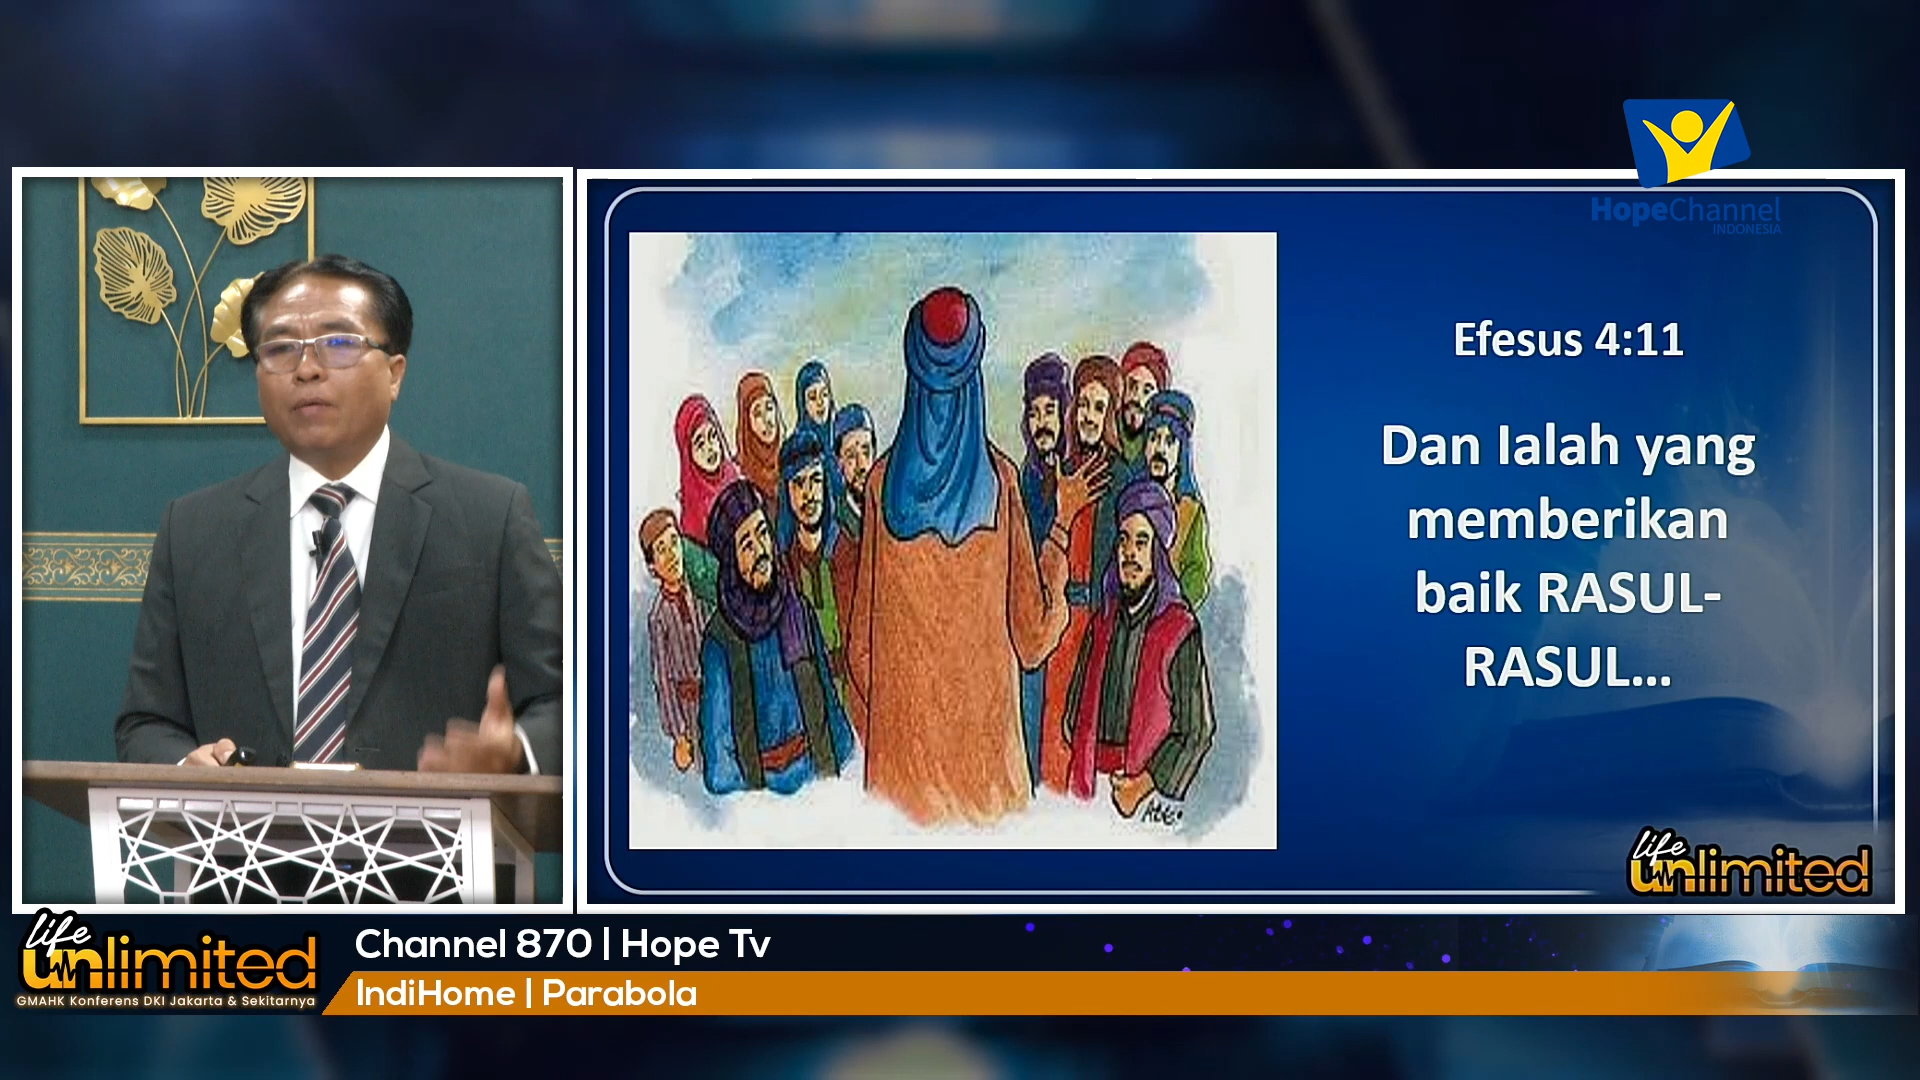 HopeChannel
INDONESIA
Efesus 4:11
Dan Ialah yang
memberikan
baik RASUL-
RASUL...
life
unlimited
life
unlimited
GMAHK Konferens DKI Jakarta & Sekitarnya
Channel 870 | Hope Tv
IndiHome | Parabola